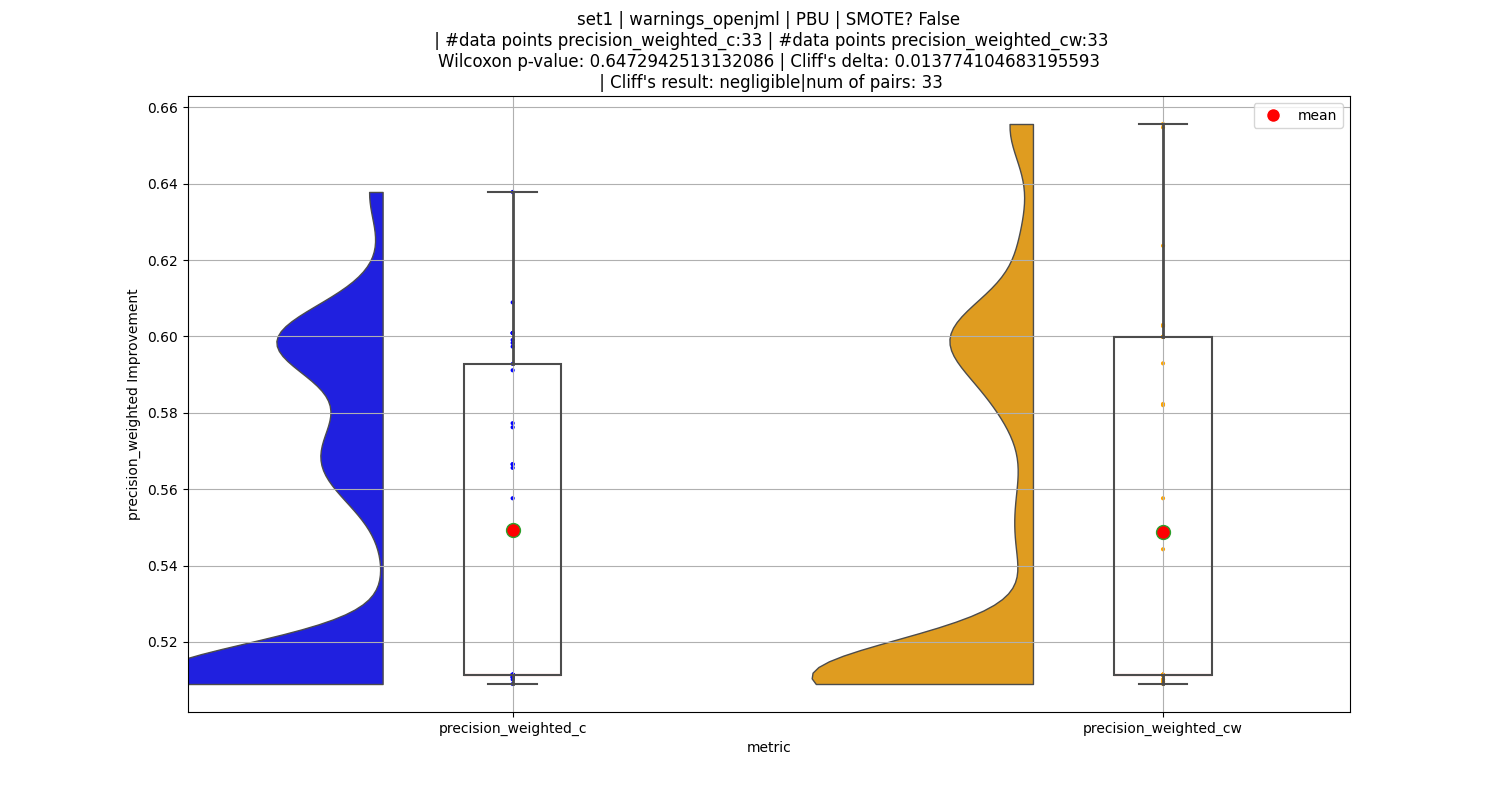 set1 | warnings_openjml | PBU | SMOTE? False
| #data points precision_weighted_c:33 | #data points precision_weighted_cw:33
Wilcoxon p-value: 0.6472942513132086 | Cliff's delta: 0.013774104683195593
| Cliff's result: negligible|num of pairs: 33
mean
0.66
0.64
0.62
0.60
0.58
0.56
0.54
0.52
precision_weighted Improvement
precision_weighted_c
precision_weighted_cw
metric